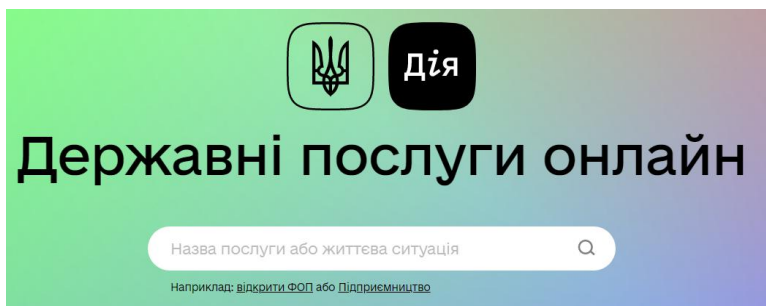 Дія
Державні послуги онлайн
Назва послуги або життєва ситуація
Наприклад: відкрити ФОП або Підприємництво